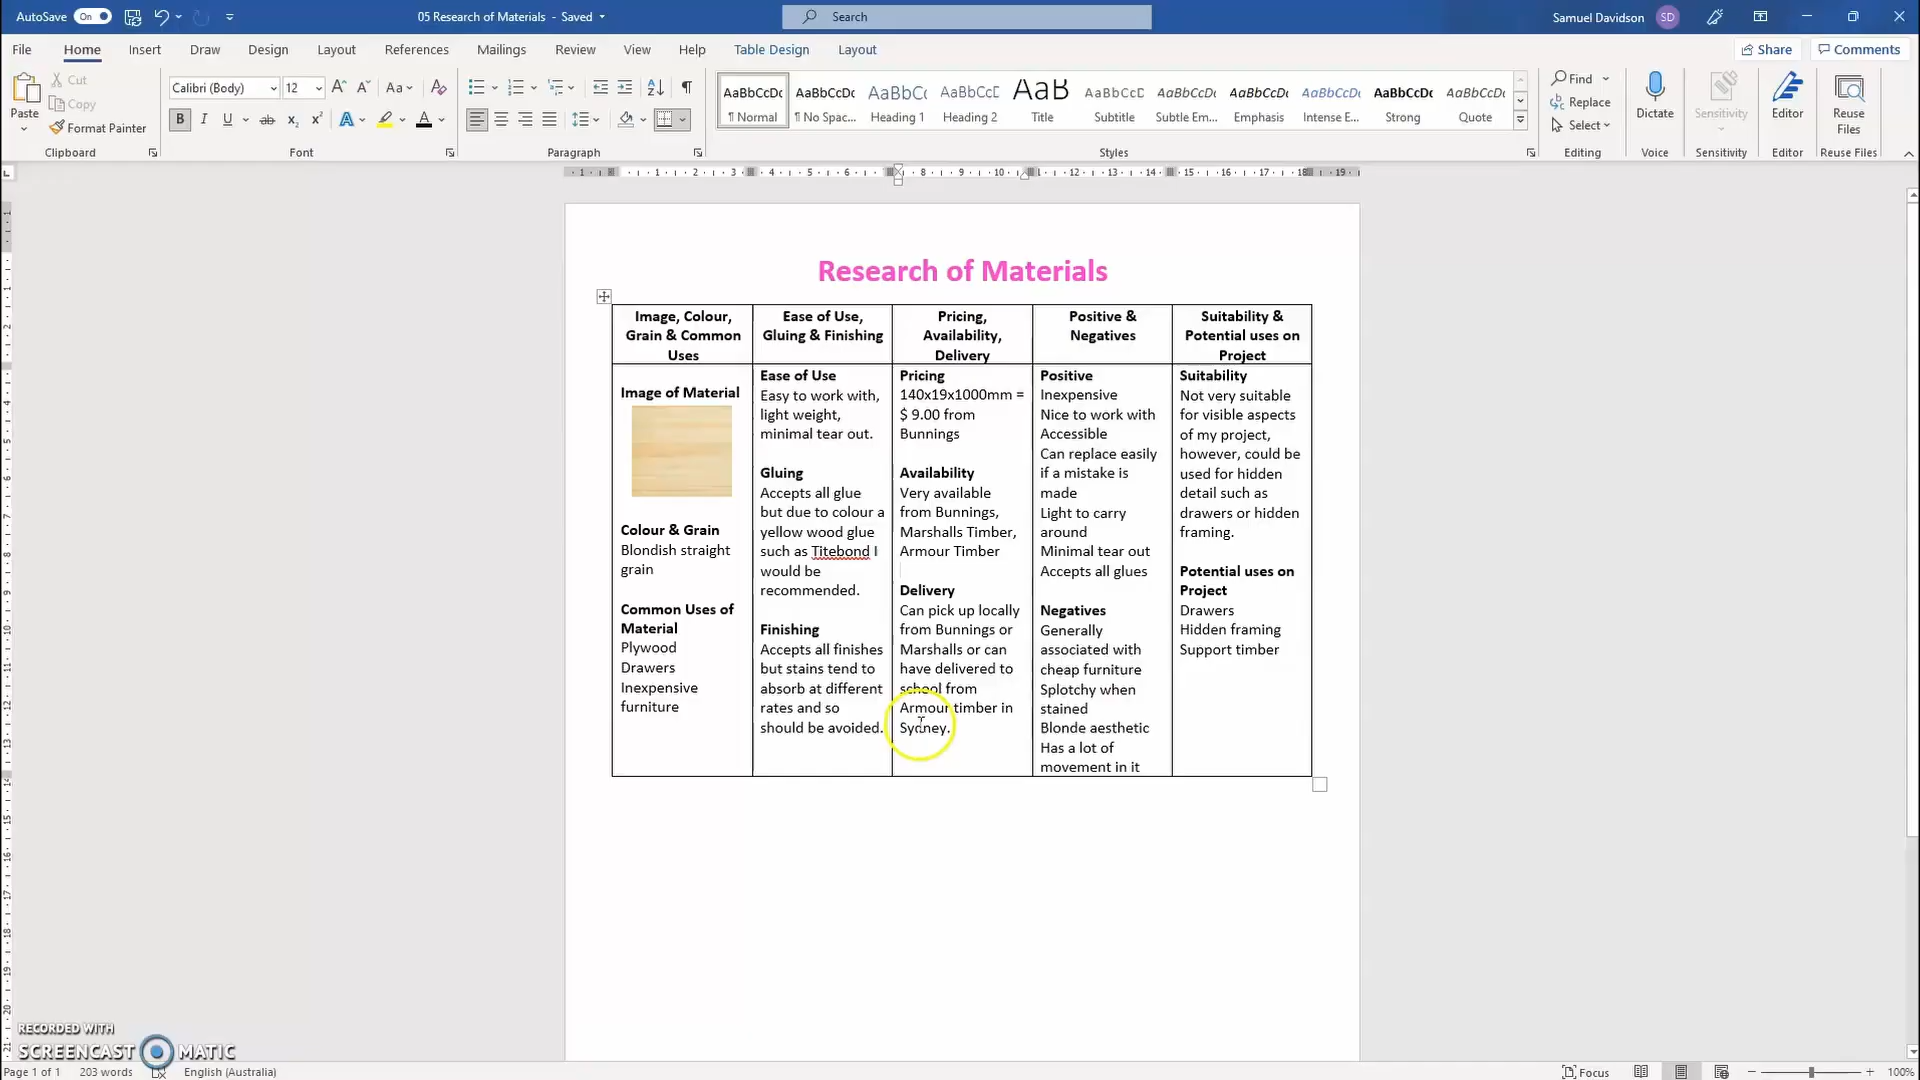 AutoSave On 05 Research of Materials - Saved Search Samuel Davidson SD
File Home Insert Draw Design Layout References Mailings Review View Help Table Design Layout Share Comments
Paste
Cut
Copy
Format Painter
Clipboard
Calibri (Body) 12
Font
Paragraph
AaBbCcDc AaBbCcDc AaBbC AaBbCcD AaB AaBbCcD AaBbCcDc AaBbCcDc AaBbCcDc AaBbCcDc AaBbCcDc
¶ Normal ¶ No Spac... Heading 1 Heading 2 Title Subtitle Subtle Em... Emphasis Intense E... Strong Quote
Styles
Find
Replace
Select
Editing
Dictate
Voice
Sensitivity
Sensitivity
Editor
Editor
Reuse
Files
Reuse Files
Research of Materials
Image, Colour,
Grain & Common
Uses
Ease of Use,
Gluing & Finishing
Pricing,
Availability,
Delivery
Positive &
Negatives
Suitability &
Potential uses on
Project
Image of Material
Colour & Grain
Blondish straight
grain
Common Uses of
Material
Plywood
Drawers
Inexpensive
furniture
Ease of Use
Easy to work with,
light weight,
minimal tear out.
Gluing
Accepts all glue
but due to colour a
yellow wood glue
such as Titebond I
would be
recommended.
Finishing
Accepts all finishes
but stains tend to
absorb at different
rates and so
should be avoided.
Pricing
140x19x1000mm =
$ 9.00 from
Bunnings
Availability
Very available
from Bunnings,
Marshalls Timber,
Armour Timber
Delivery
Can pick up locally
from Bunnings or
Marshalls or can
have delivered to
school from
Armour timber in
Sydney.
Positive
Inexpensive
Nice to work with
Accessible
Can replace easily
if a mistake is
made
Light to carry
around
Minimal tear out
Accepts all glues
Negatives
Generally
associated with
cheap furniture
Splotchy when
stained
Blonde aesthetic
Has a lot of
movement in it
Suitability
Not very suitable
for visible aspects
of my project,
however, could be
used for hidden
detail such as
drawers or hidden
framing.
Potential uses on
Project
Drawers
Hidden framing
Support timber
RECORDED WITH
SCREENCAST MATIC
Page 1 of 1 203 words English (Australia) Focus 100%